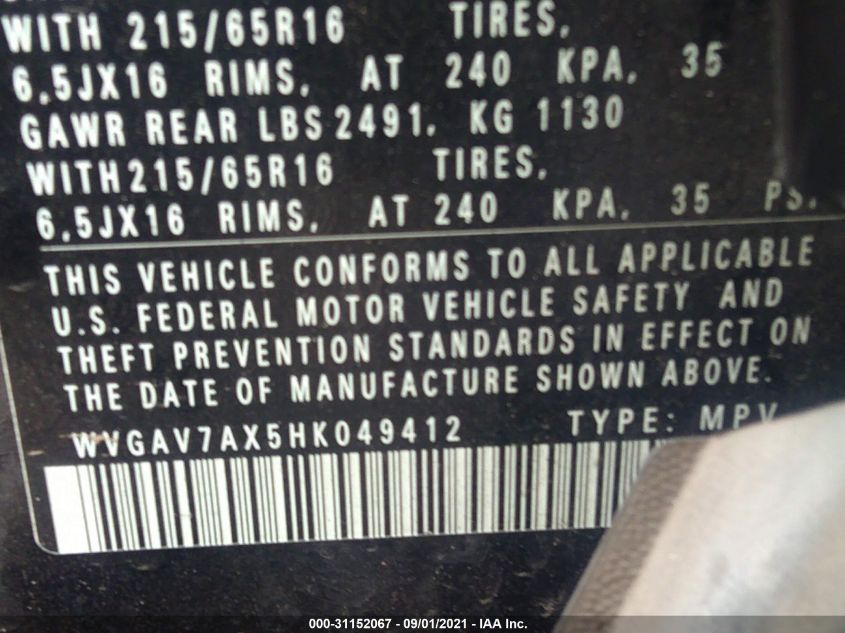 WITH 215/65R16 TIRES,
6.5JX16 RIMS, AT 240 KPA, 35
GAWR REAR LBS 2491, KG 1130
WITH 215/65R16 TIRES,
6.5JX16 RIMS, AT 240 KPA, 35 PS
THIS VEHICLE CONFORMS TO ALL APPLICABLE
U.S. FEDERAL MOTOR VEHICLE SAFETY AND
THEFT PREVENTION STANDARDS IN EFFECT ON
THE DATE OF MANUFACTURE SHOWN ABOVE.
WVGAV7AX5HK049412 TYPE: MPV
000-31152067 - 09/01/2021 - IAA Inc.